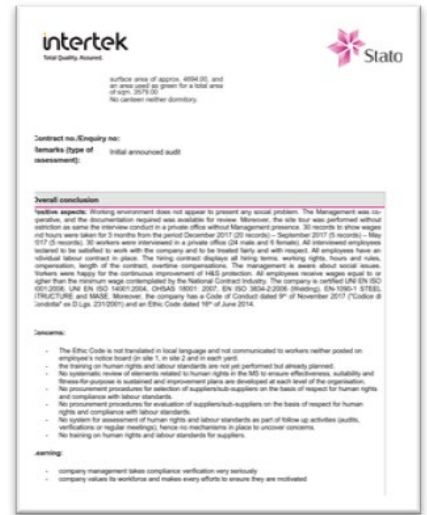 intertek
Total Quality. Assured.
Stato
surface area of approx. 4694.00, and
an area used as green for a total area
of sqm. 3579.00
No canteen neither dormitory.
Contract no./Enquiry no:
Remarks (type of
assessment):
Initial announced audit
Overall conclusion
Positive aspects: Working environment does not appear to present any social problem. The Management was co-
operative, and the documentation required was available for review. Moreover, the site tour was performed without
restriction as same the interview conduct in a private office without Management presence. 30 records to show wages
and hours were taken for 3 months from the period December 2017 (20 records) – September 2017 (5 records) – May
2017 (5 records). 30 workers were interviewed in a private office (24 male and 6 female). All interviewed employees
declared to be satisfied to work with the company and to be treated fairly and with respect. All employees have an
individual labour contract in place. The hiring contract displays all hiring terms, working rights, hours and rules,
compensation, length of the contract, overtime compensations. The management is aware about social issues.
Workers were happy for the continuous improvement of H&S protection. All employees receive wages equal to or
higher than the minimum wage contemplated by the National Contract Industry. The company is certified UNI EN ISO
9001:2008, UNI EN ISO 14001:2004, OHSAS 18001: 2007, EN ISO 3834-2:2006 (Welding), EN-1090-1 STEEL
STRUCTURE and MASE. Moreover, the company has a Code of Conduct dated 9th of November 2017 ("Codice di
Condotta" ex D.Lgs. 231/2001) and an Ethic Code dated 16th of June 2014.
Concerns:
- The Ethic Code is not translated in local language and not communicated to workers neither posted on
employee's notice board (in site 1, in site 2 and in each yard.
- the training on human rights and labour standards are not yet performed but already planned.
- No systematic review of elements related to human rights in the MS to ensure effectiveness, suitability and
fitness-for-purpose is sustained and improvement plans are developed at each level of the organisation.
- No procurement procedures for selection of suppliers/sub-suppliers on the basis of respect for human rights
and compliance with labour standards.
- No procurement procedures for evaluation of suppliers/sub-suppliers on the basis of respect for human
rights and compliance with labour standards.
- No system for assessment of human rights and labour standards as part of follow up activities (audits,
verifications or regular meetings), hence no mechanisms in place to uncover concerns.
- No training on human rights and labour standards for suppliers.
Learning:
- company management takes compliance verification very seriously
- company values its workforce and makes every efforts to ensure they are motivated